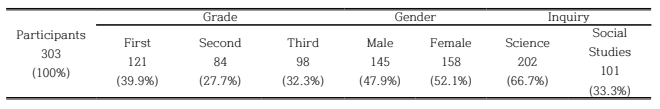 Participants
303
(100%)
Grade
Gender
Inquiry
First
121
(39.9%)
Second
84
(27.7%)
Third
98
(32.3%)
Male
145
(47.9%)
Female
158
(52.1%)
Science
202
(66.7%)
Social
Studies
101
(33.3%)